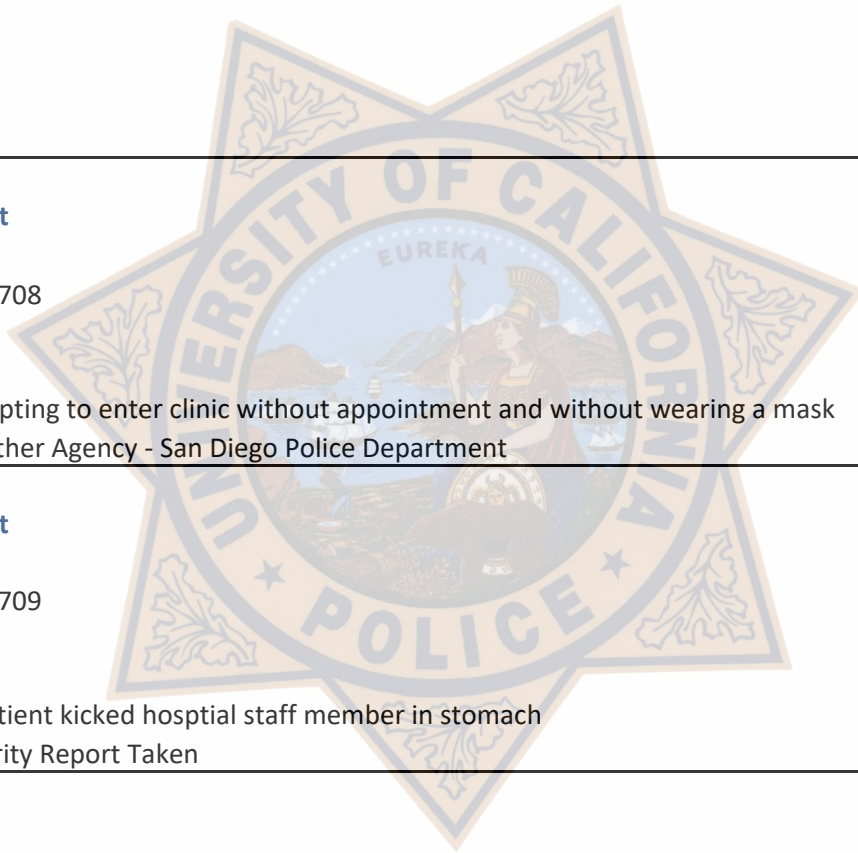 UNIVERSITY OF CALIFORNIA
EUREKA
t
708
pting to enter clinic without appointment and without wearing a mask
ther Agency - San Diego Police Department
t
709
POLICE
tient kicked hosptial staff member in stomach
rity Report Taken